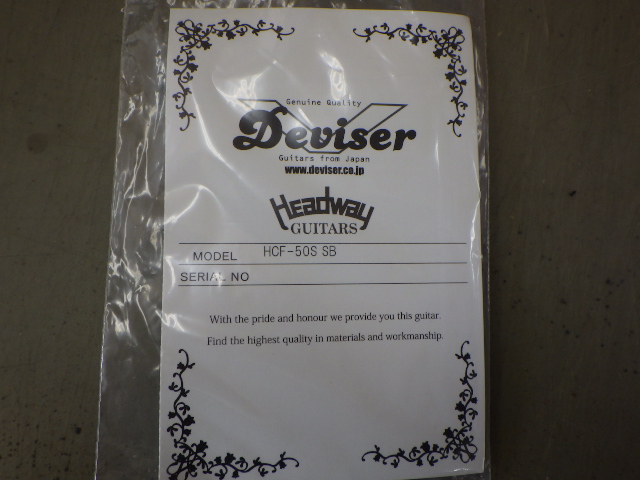 Genuine Quality
Deviser
Guitars from Japan
www.deviser.co.jp
Headway
GUITARS
MODEL HCF-50S SB
SERIAL NO
With the pride and honour we provide you this guitar.
Find the highest quality in materials and workmanship.